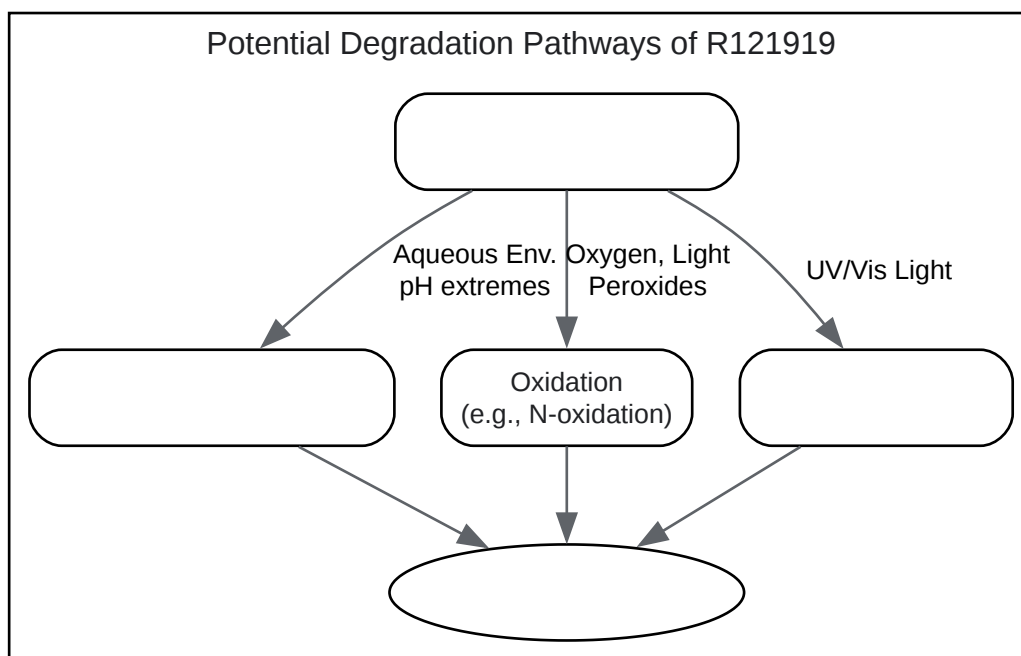 Potential Degradation Pathways of R121919
Aqueous Env.
pH extremes
Oxygen, Light
Peroxides
UV/Vis Light
Oxidation
(e.g., N-oxidation)